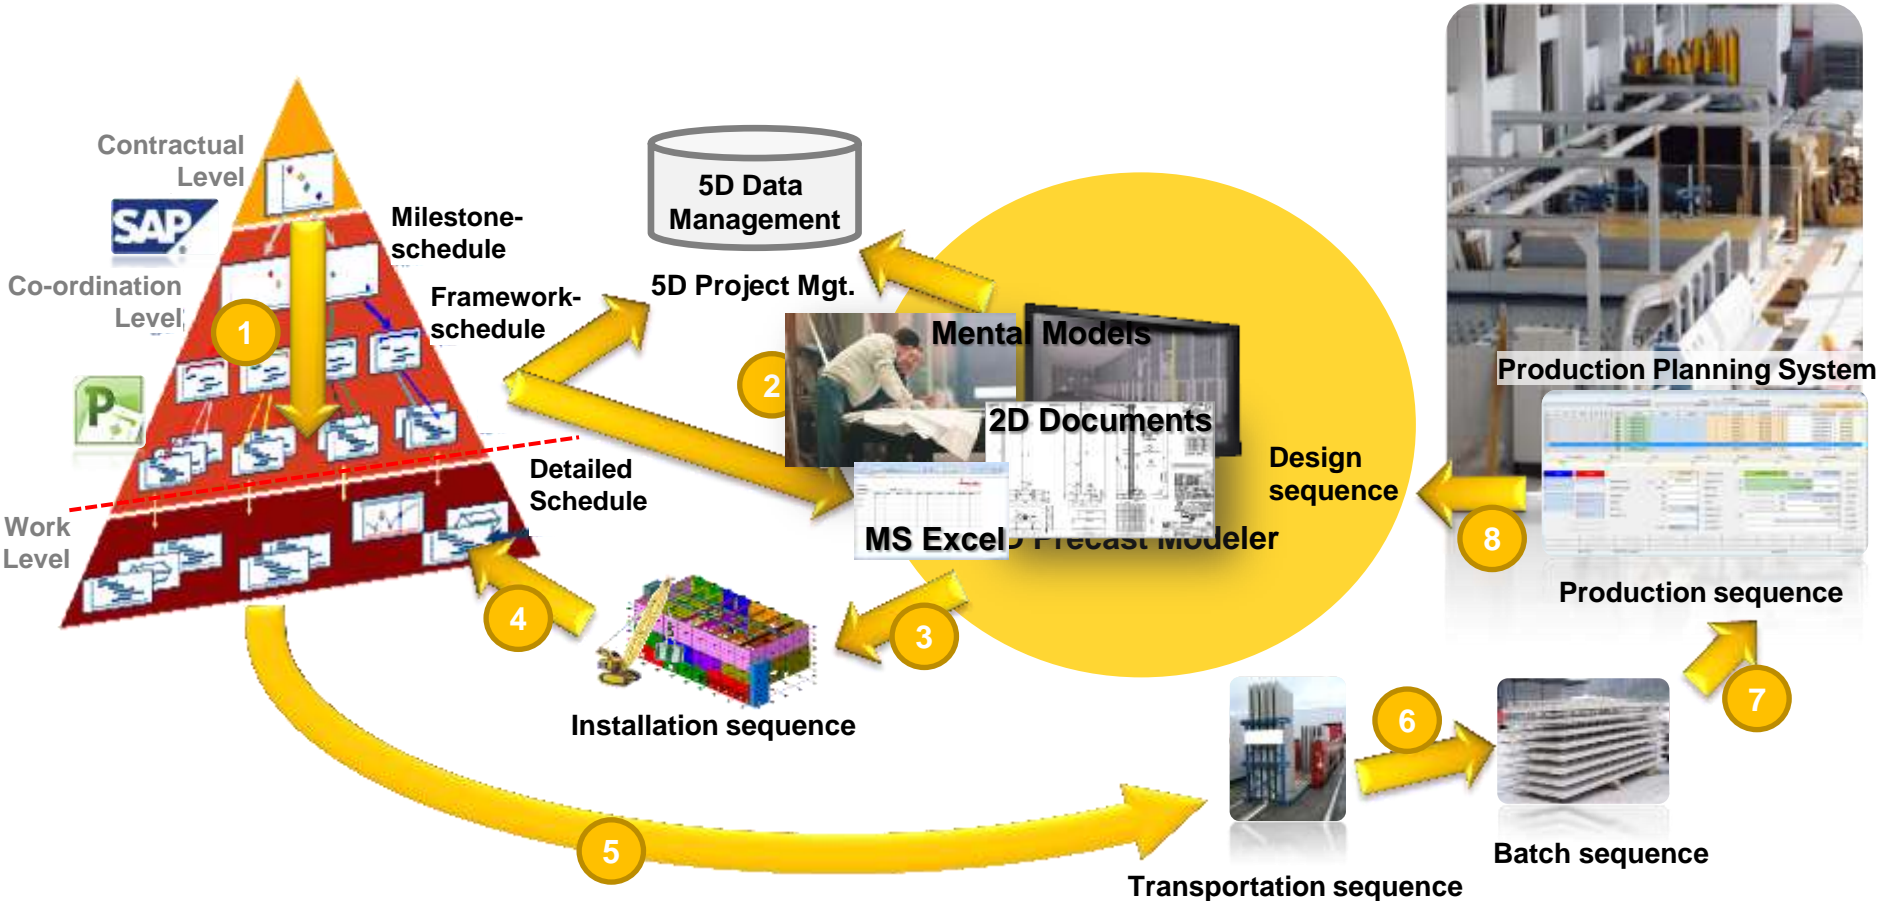 Contractual
Level
SAP
Milestone-
schedule
Co-ordination
Level
Framework-
schedule
1
P
Detailed
Schedule
Work
Level
5D Data
Management
5D Project Mgt.
2
Mental Models
2D Documents
MS Excel
Precast Modeler
Design
sequence
3
4
Installation sequence
5
Transportation sequence
6
Batch sequence
7
Production Planning System
8
Production sequence